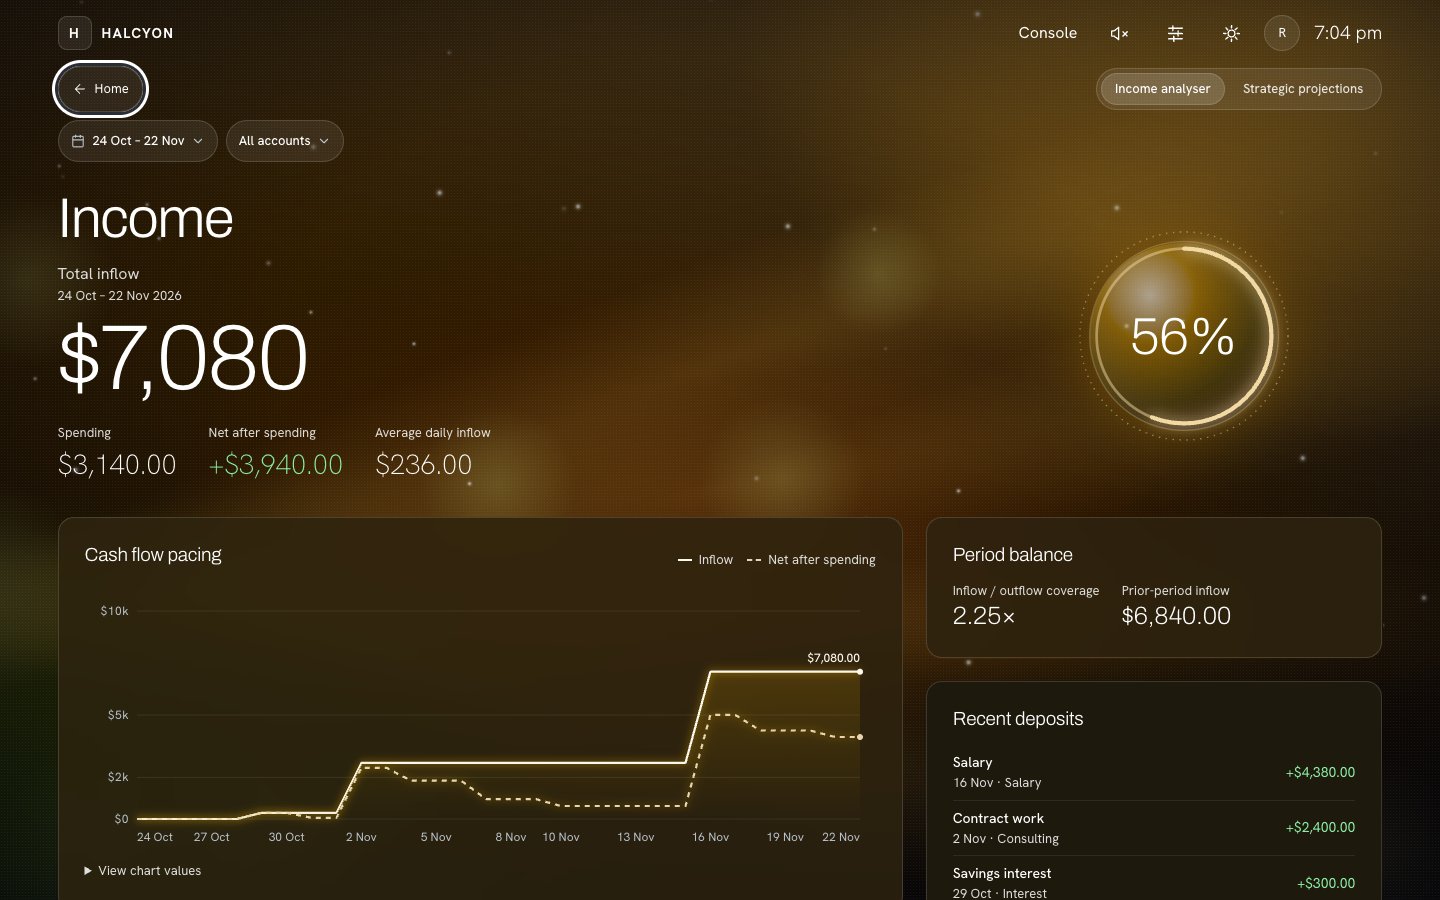 H HALCYON
Console
R
7:04 pm
Home
Income analyser
Strategic projections
24 Oct – 22 Nov
All accounts
Income
Total inflow
24 Oct – 22 Nov 2026
$7,080
56%
Spending
Net after spending
Average daily inflow
$3,140.00
+$3,940.00
$236.00
Cash flow pacing
Inflow
Net after spending
$10k
$7,080.00
$5k
$2k
$0
24 Oct
27 Oct
30 Oct
2 Nov
5 Nov
8 Nov
10 Nov
13 Nov
16 Nov
19 Nov
22 Nov
View chart values
Period balance
Inflow / outflow coverage
Prior-period inflow
2.25×
$6,840.00
Recent deposits
Salary
16 Nov · Salary
+$4,380.00
Contract work
2 Nov · Consulting
+$2,400.00
Savings interest
29 Oct · Interest
+$300.00